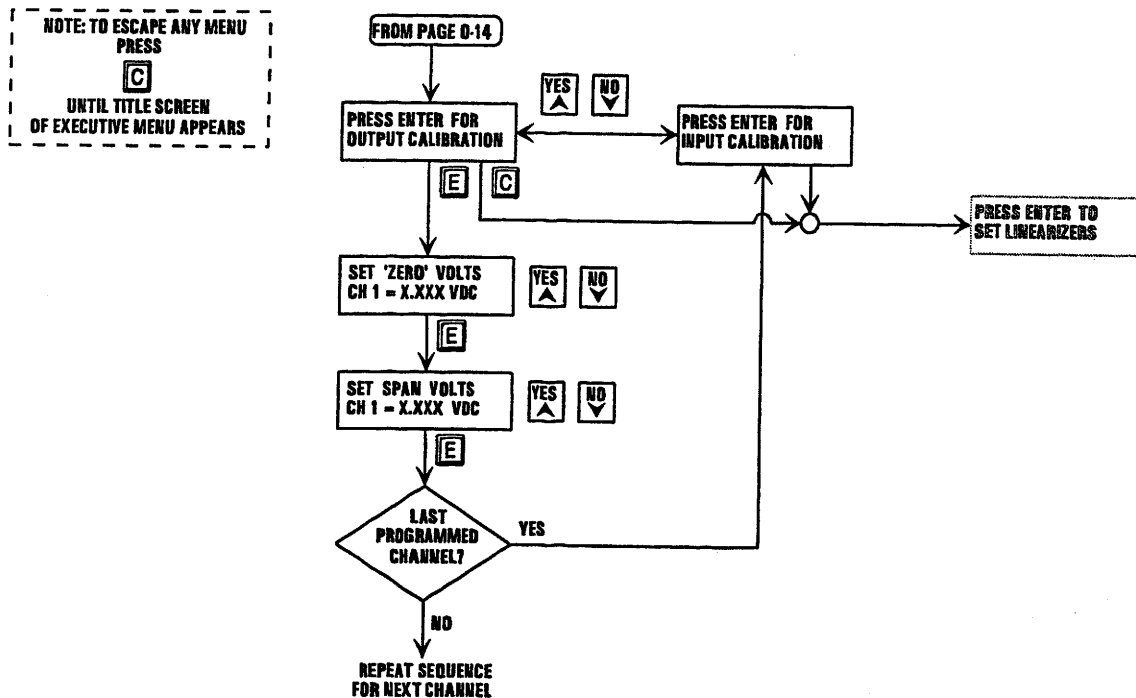 NOTE: TO ESCAPE ANY MENU
PRESS
C
UNTIL TITLE SCREEN
OF EXECUTIVE MENU APPEARS
FROM PAGE 0-14
YES NO
PRESS ENTER FOR
OUTPUT CALIBRATION
PRESS ENTER FOR
INPUT CALIBRATION
E C
PRESS ENTER TO
SET LINEARIZERS
SET 'ZERO' VOLTS
CH 1 = X.XXX VDC
YES NO
E
SET SPAN VOLTS
CH 1 = X.XXX VDC
YES NO
E
LAST
PROGRAMMED
CHANNEL?
YES
NO
REPEAT SEQUENCE
FOR NEXT CHANNEL